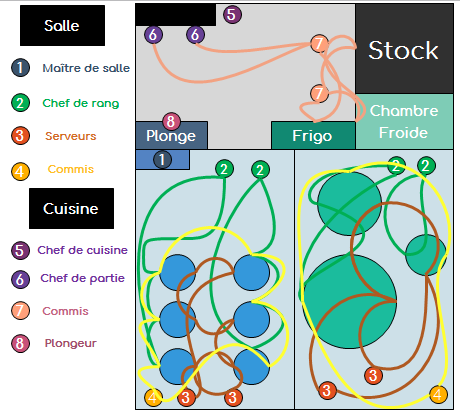 Salle
1 Maître de salle
2 Chef de rang
3 Serveurs
4 Commis
Cuisine
5 Chef de cuisine
6 Chef de partie
7 Commis
8 Plongeur
5
6 6
7
7
Stock
Chambre
Froide
8
Plonge
Frigo
1
2 2
2 2
3
3
4 3 3
4